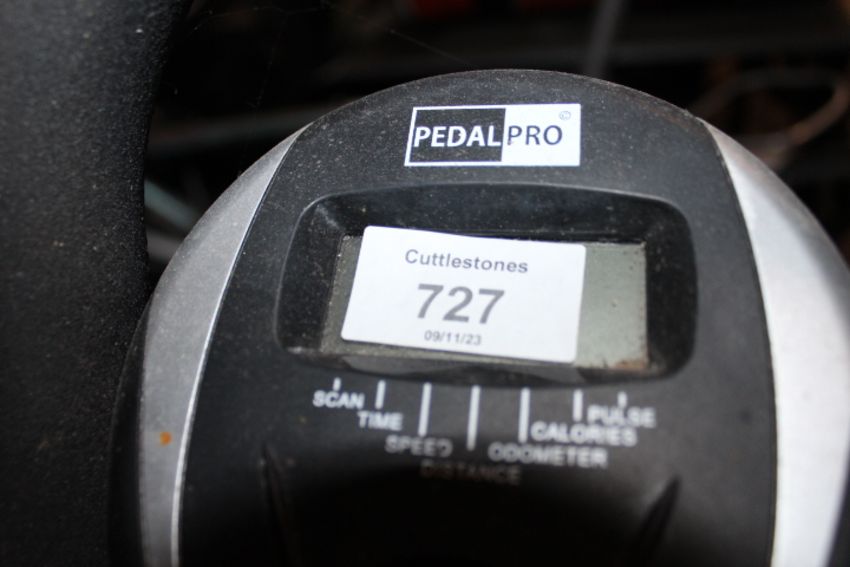 PEDALPRO ©
Cuttlestones
727
09/11/23
SCAN
TIME
SPEED
DISTANCE
ODOMETER
CALORIES
PULSE